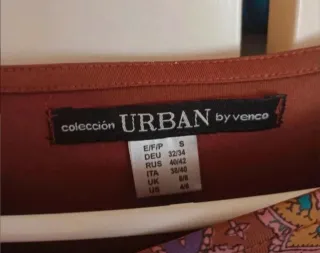 colección URBAN by venca
E/F/P S
DEU 32/34
RUS 40/42
ITA 38/40
UK 6/8
US 4/6